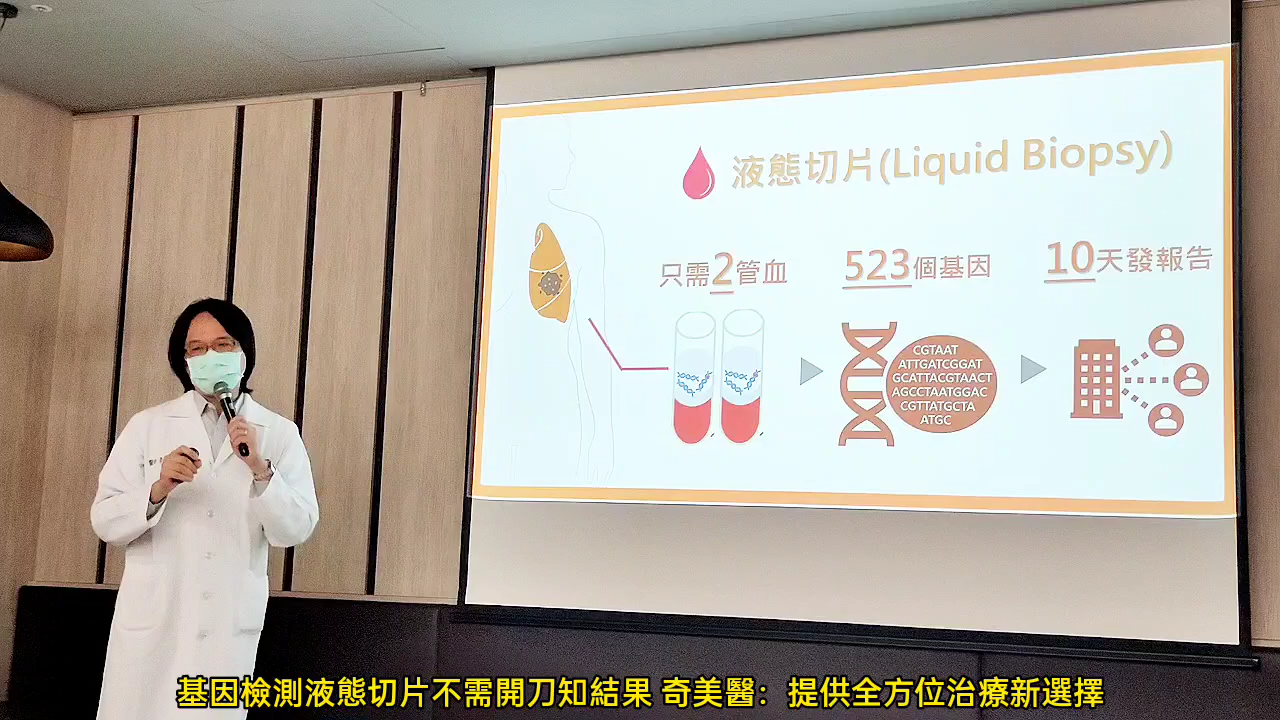 液態切片(Liquid Biopsy)
只需2管血
523個基因
10天發報告
CGTAAT
ATTGATCGGAT
GCATTACGTAACT
AGCCTAATGGAC
CGTTATGCTA
ATGC
基因檢測液態切片不需開刀知結果 奇美醫：提供全方位治療新選擇